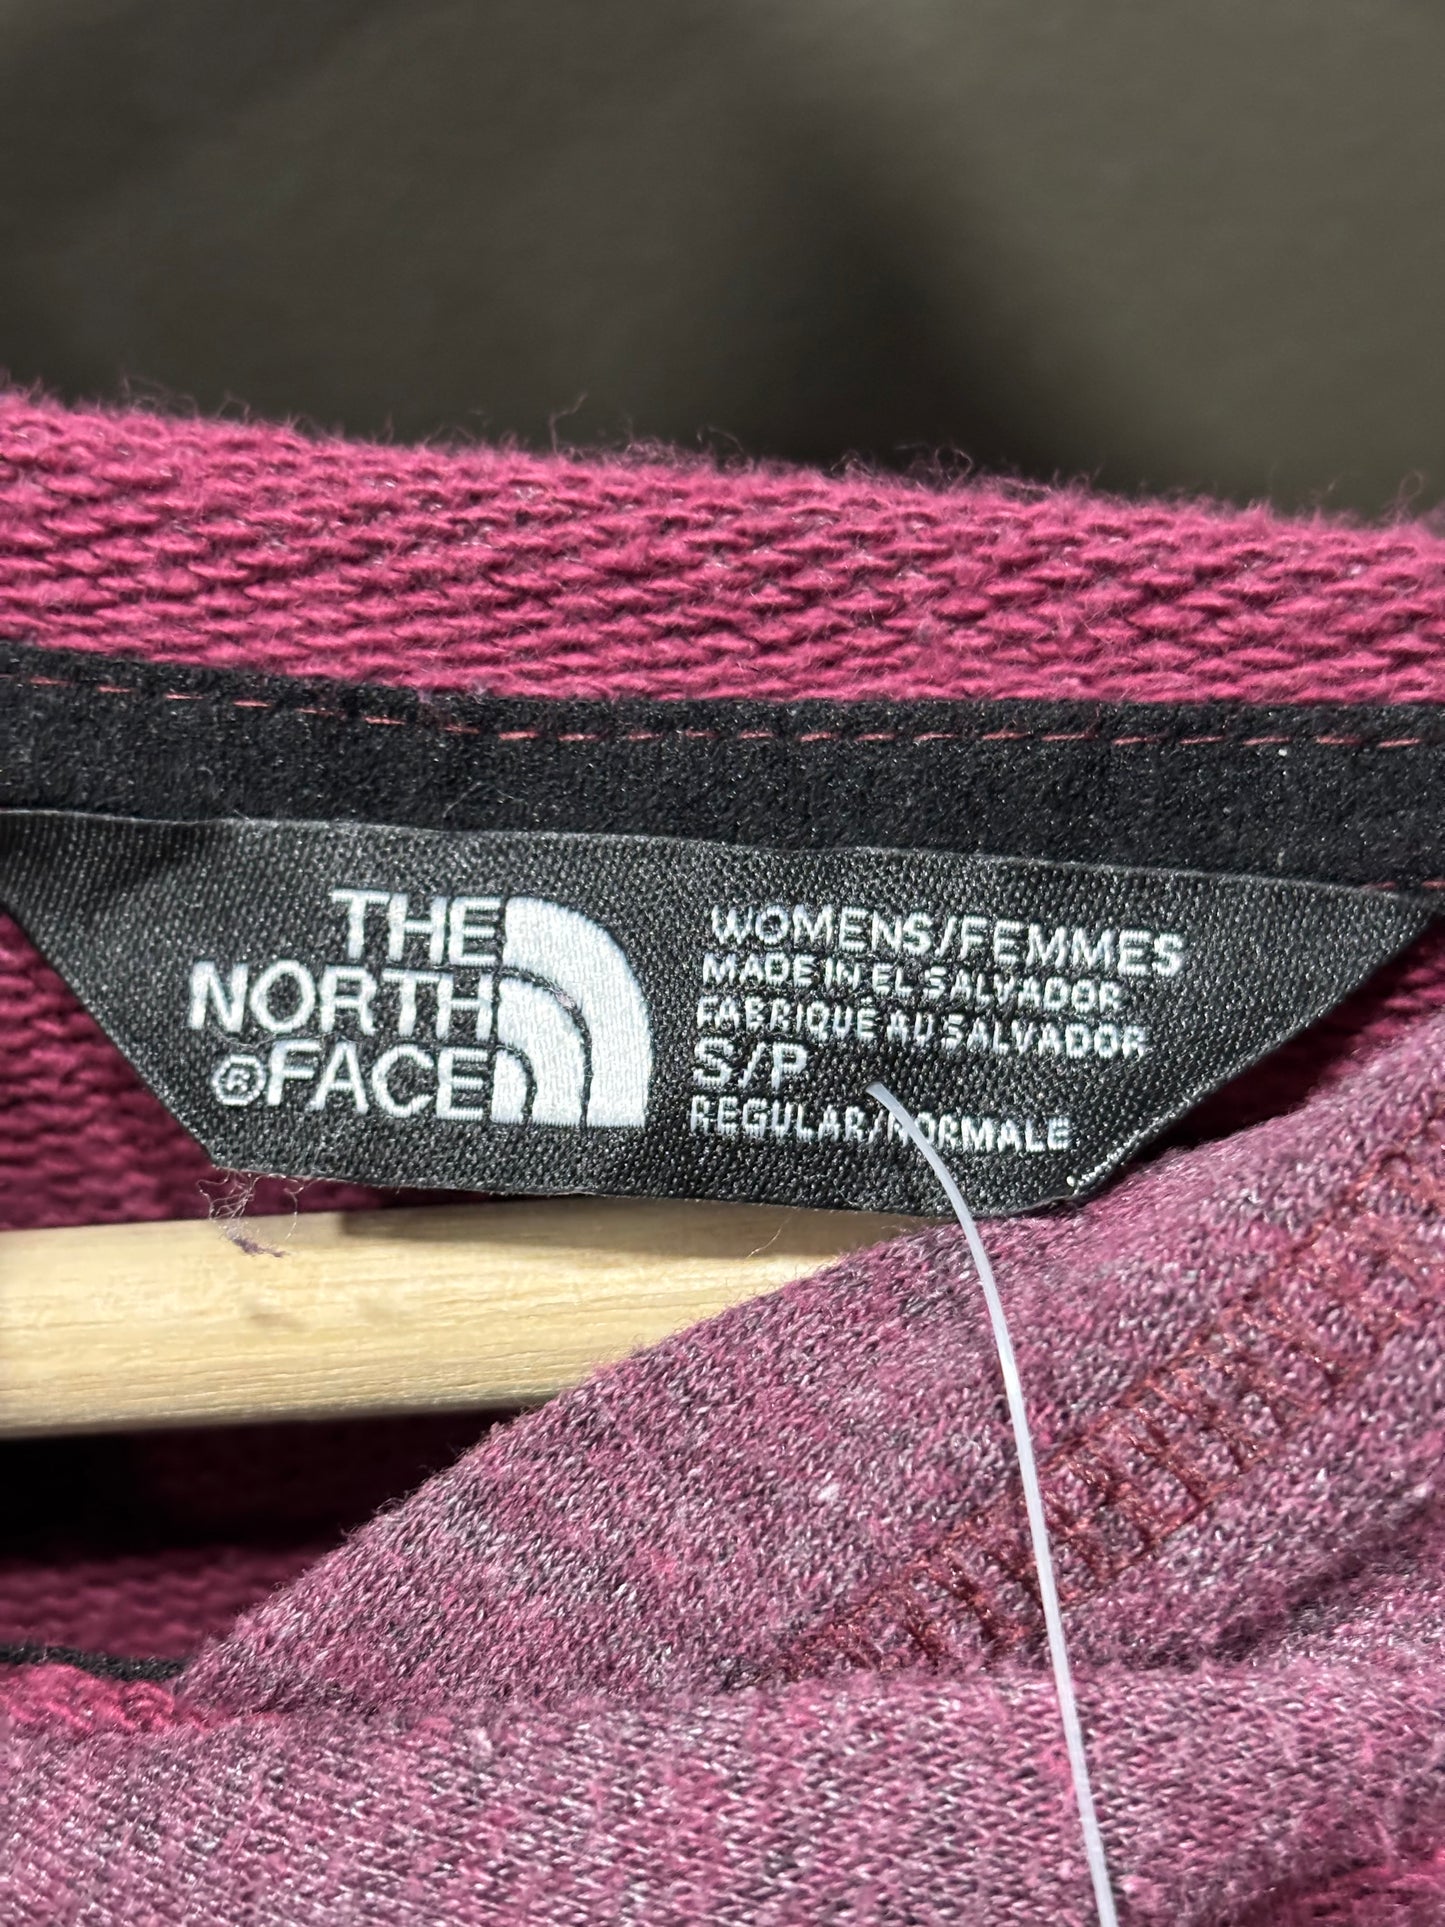 THE
NORTH
®FACE
WOMENS/FEMMES
MADE IN EL SALVADOR
FABRIQUÉ AU SALVADOR
S/P
REGULAR/NORMALE